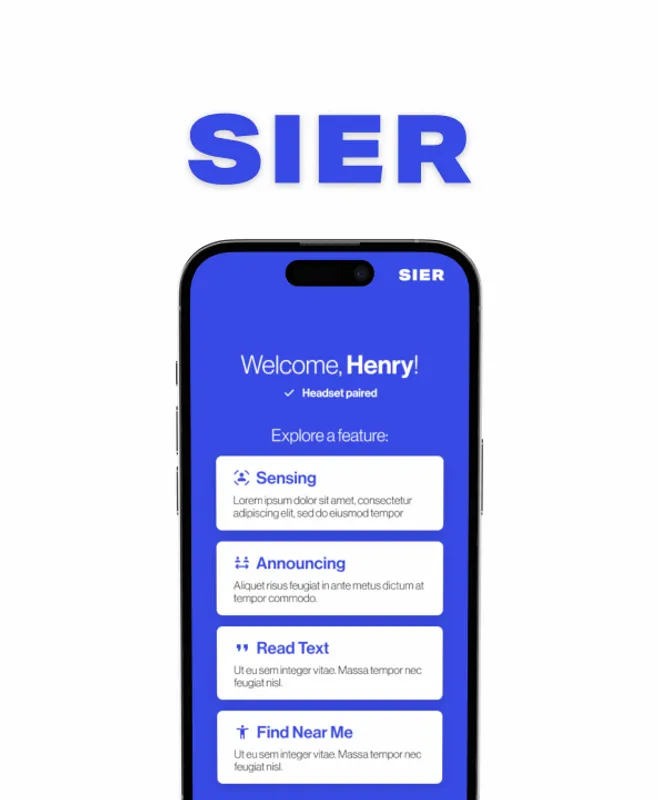 SIER
SIER
Welcome, Henry!
Headset paired
Explore a feature:
Sensing
Lorem ipsum dolor sit amet, consectetur
adipiscing elit, sed do eiusmod tempor
Announcing
Aliquet risus feugiat in ante metus dictum at
tempor commodo.
Read Text
Ut eu sem integer vitae. Massa tempor nec
feugiat nisl.
Find Near Me
Ut eu sem integer vitae. Massa tempor nec
feugiat nisl.